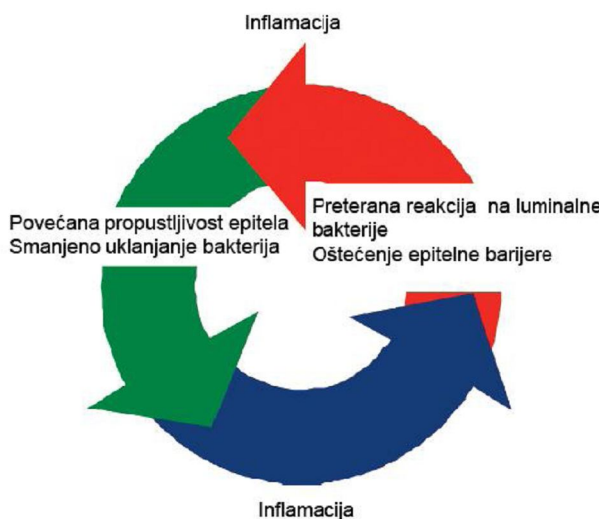 Inflamacija
Povećana propustljivost epitela
Smanjeno uklanjanje bakterija
Preterana reakcija na luminalne
bakterije
Oštećenje epitelne barijere
Inflamacija